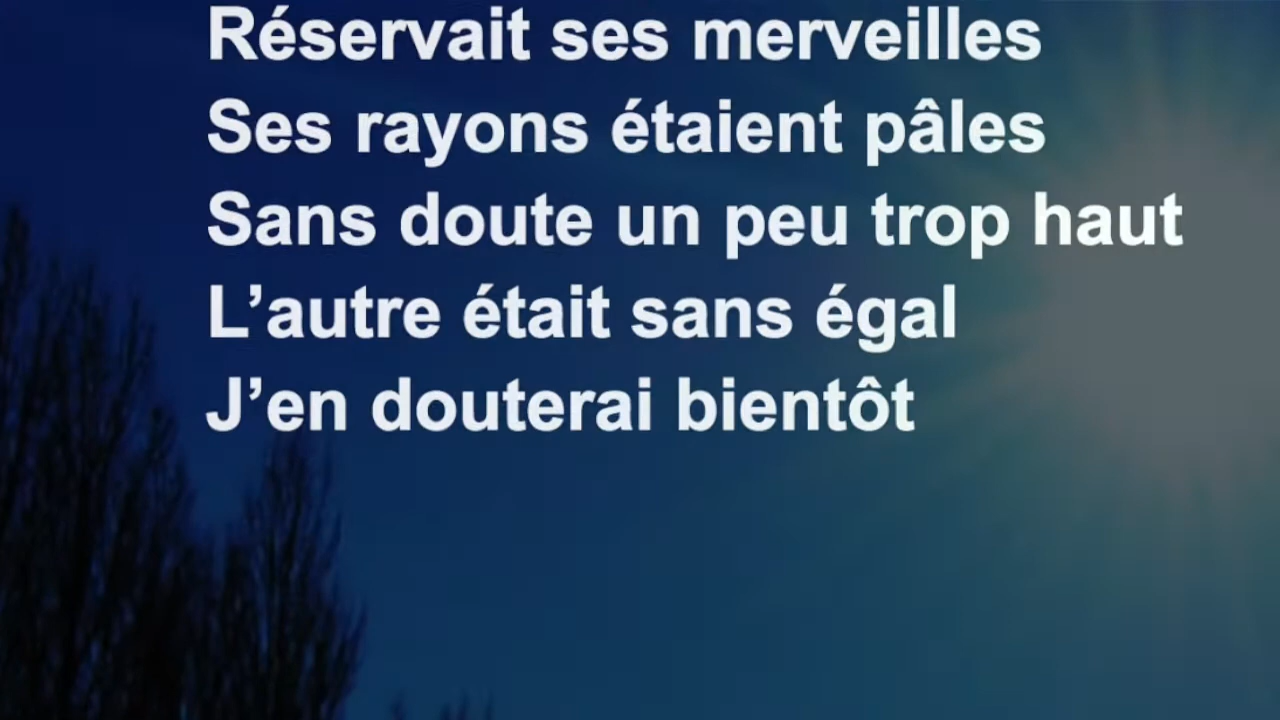 Réservait ses merveilles
Ses rayons étaient pâles
Sans doute un peu trop haut
L’autre était sans égal
J’en douterai bientôt